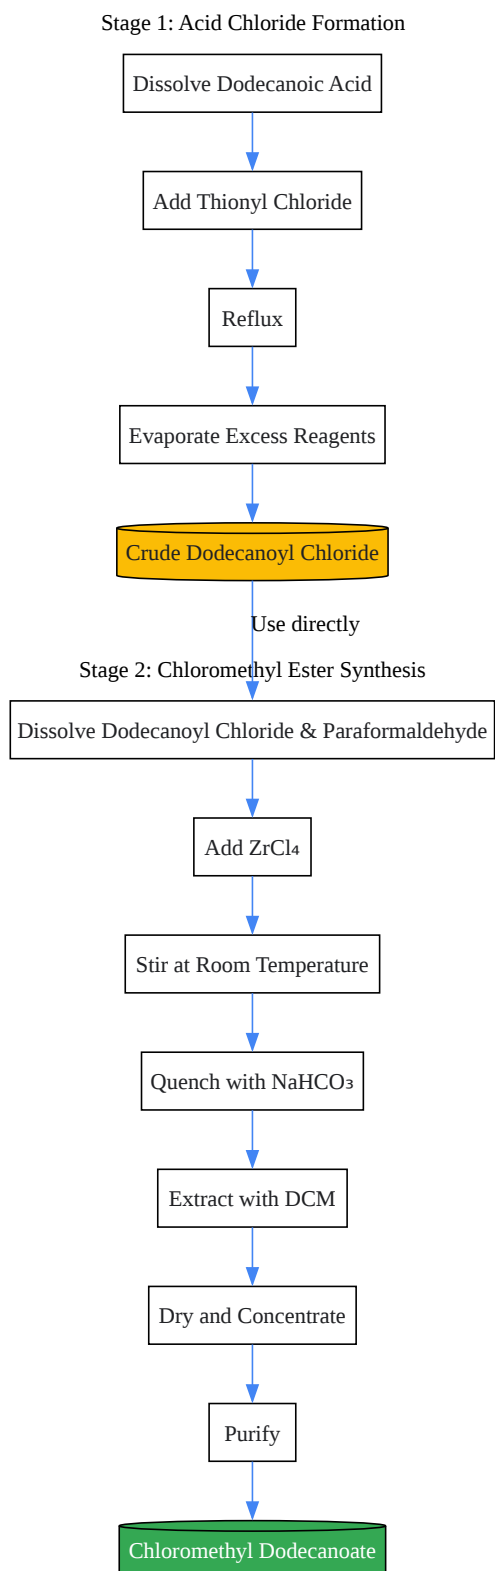 Stage 1: Acid Chloride Formation
Dissolve Dodecanoic Acid
Add Thionyl Chloride
Reflux
Evaporate Excess Reagents
Crude Dodecanoyl Chloride
Use directly
Stage 2: Chloromethyl Ester Synthesis
Dissolve Dodecanoyl Chloride & Paraformaldehyde
Add ZrCl₄
Stir at Room Temperature
Quench with NaHCO₃
Extract with DCM
Dry and Concentrate
Purify
Chloromethyl Dodecanoate